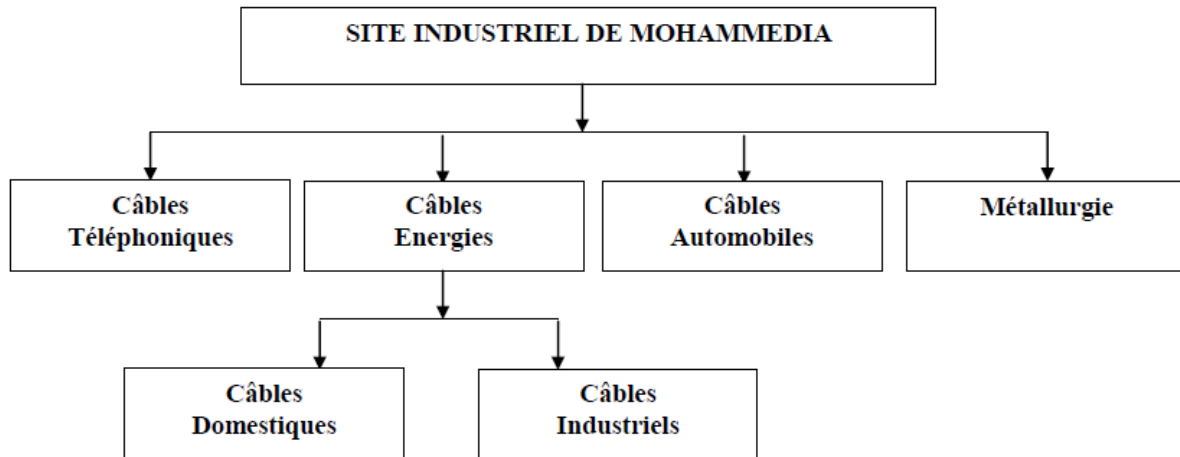 SITE INDUSTRIEL DE MOHAMMEDIA
Câbles
Téléphoniques
Câbles
Energies
Câbles
Automobiles
Métallurgie
Câbles
Domestiques
Câbles
Industriels